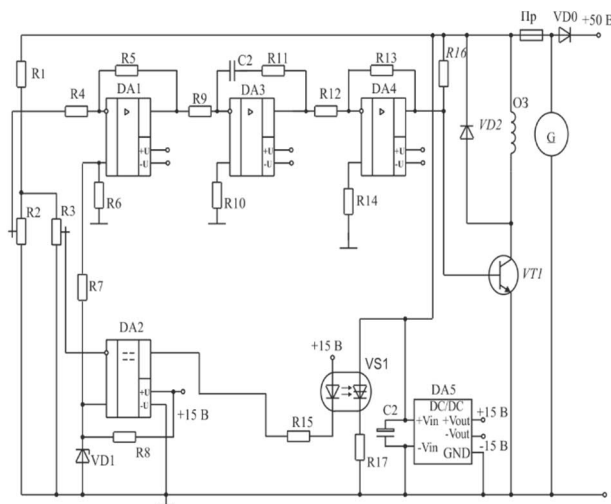 Пр VD0 +50 В
R1 R5 C2 R11 R13 R16
R4 DA1 R9 DA3 R12 DA4 VD2 ОЗ G
+U
-U
+U
-U
+U
-U
R2 R3 R6 R10 R14 VT1
R7
DA2 +15 В VS1
+U
-U
+15 В
DA5
DC/DC
C2 +Vin +Vout +15 В
-Vout
-Vin -15 В
GND
R15
R8 R17
VD1